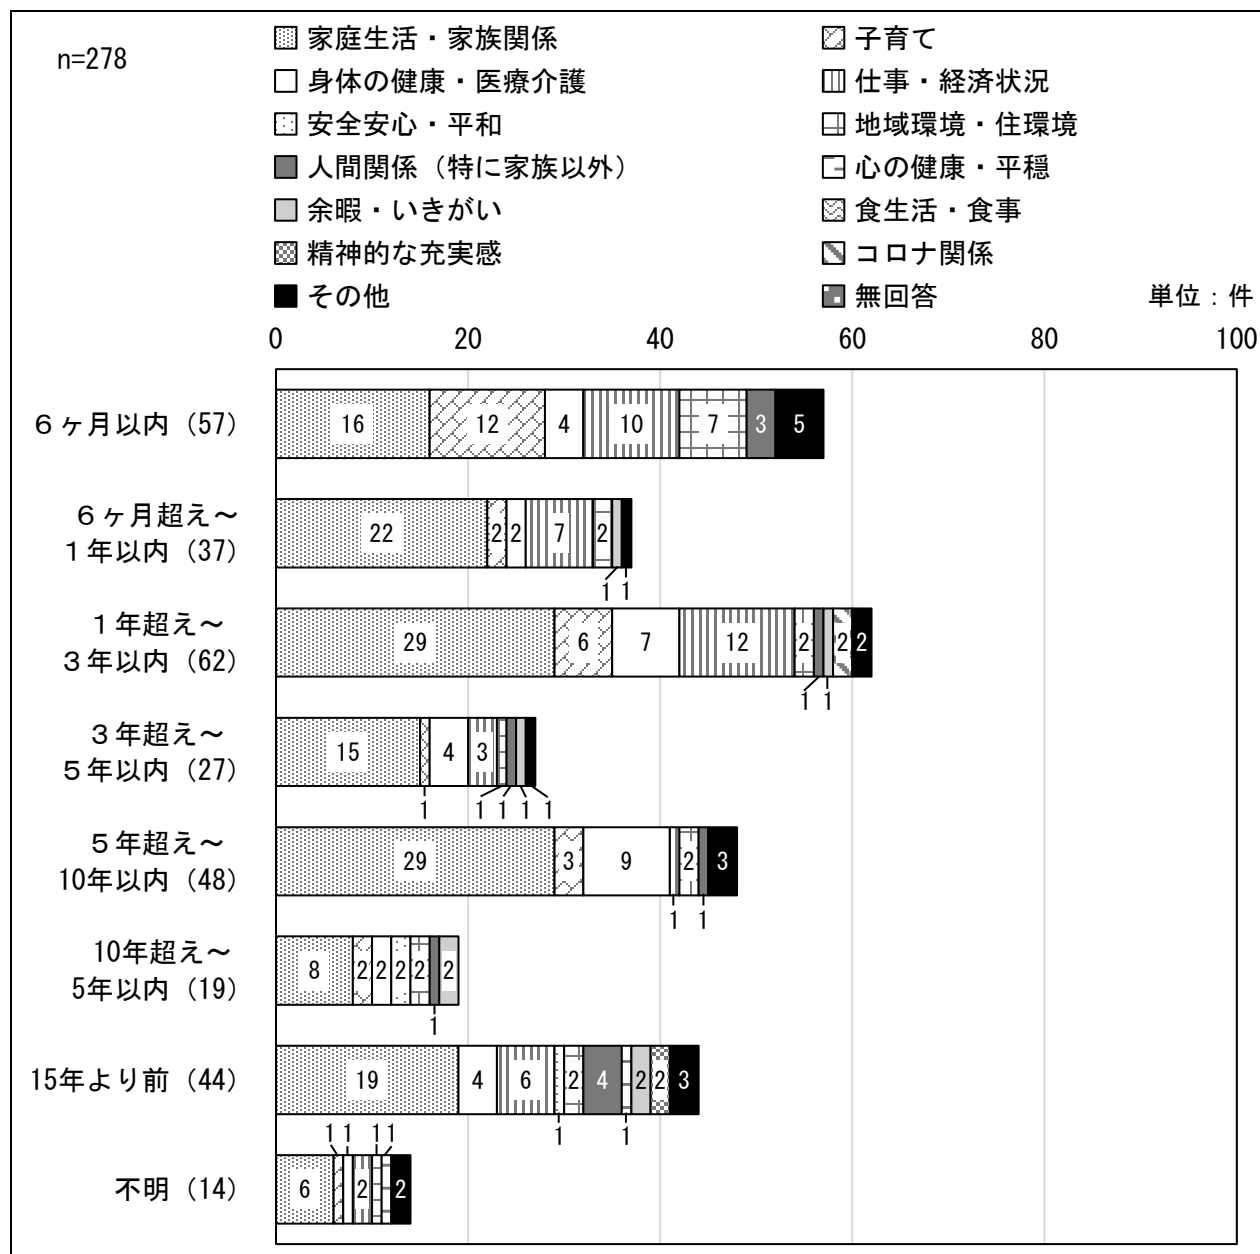 n=278
家庭生活・家族関係 子育て
身体の健康・医療介護 仕事・経済状況
安全安心・平和 地域環境・住環境
人間関係（特に家族以外） 心の健康・平穏
余暇・いきがい 食生活・食事
精神的な充実感 コロナ関係
その他 無回答 単位：件
0 20 40 60 80 100
６ヶ月以内（57） 16 12 4 10 7 3 5
６ヶ月超え～
１年以内（37） 22 2 2 7 2
1 1
１年超え～
３年以内（62） 29 6 7 12 2 2 2
1 1
３年超え～
５年以内（27） 15 4 3
1 1 1 1 1
５年超え～
10年以内（48） 29 3 9 2 3
1 1
10年超え～
5年以内（19） 8 2 2 2 2 2
1
15年より前（44） 19 4 6 2 4 2 2 3
1 1
1 1 1 1
不明（14） 6 2 2